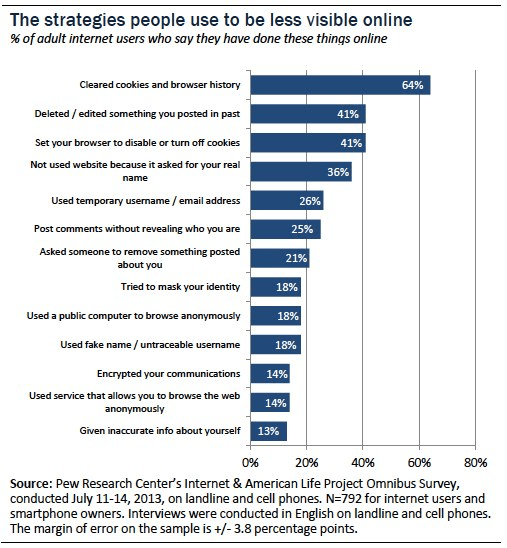 The strategies people use to be less visible online
% of adult internet users who say they have done these things online
Cleared cookies and browser history
64%
Deleted / edited something you posted in past
41%
Set your browser to disable or turn off cookies
41%
Not used website because it asked for your real
name
36%
Used temporary username / email address
26%
Post comments without revealing who you are
25%
Asked someone to remove something posted
about you
21%
Tried to mask your identity
18%
Used a public computer to browse anonymously
18%
Used fake name / untraceable username
18%
Encrypted your communications
14%
Used service that allows you to browse the web
anonymously
14%
Given inaccurate info about yourself
13%
0% 20% 40% 60% 80%
Source: Pew Research Center's Internet & American Life Project Omnibus Survey,
conducted July 11-14, 2013, on landline and cell phones. N=792 for internet users and
smartphone owners. Interviews were conducted in English on landline and cell phones.
The margin of error on the sample is +/- 3.8 percentage points.